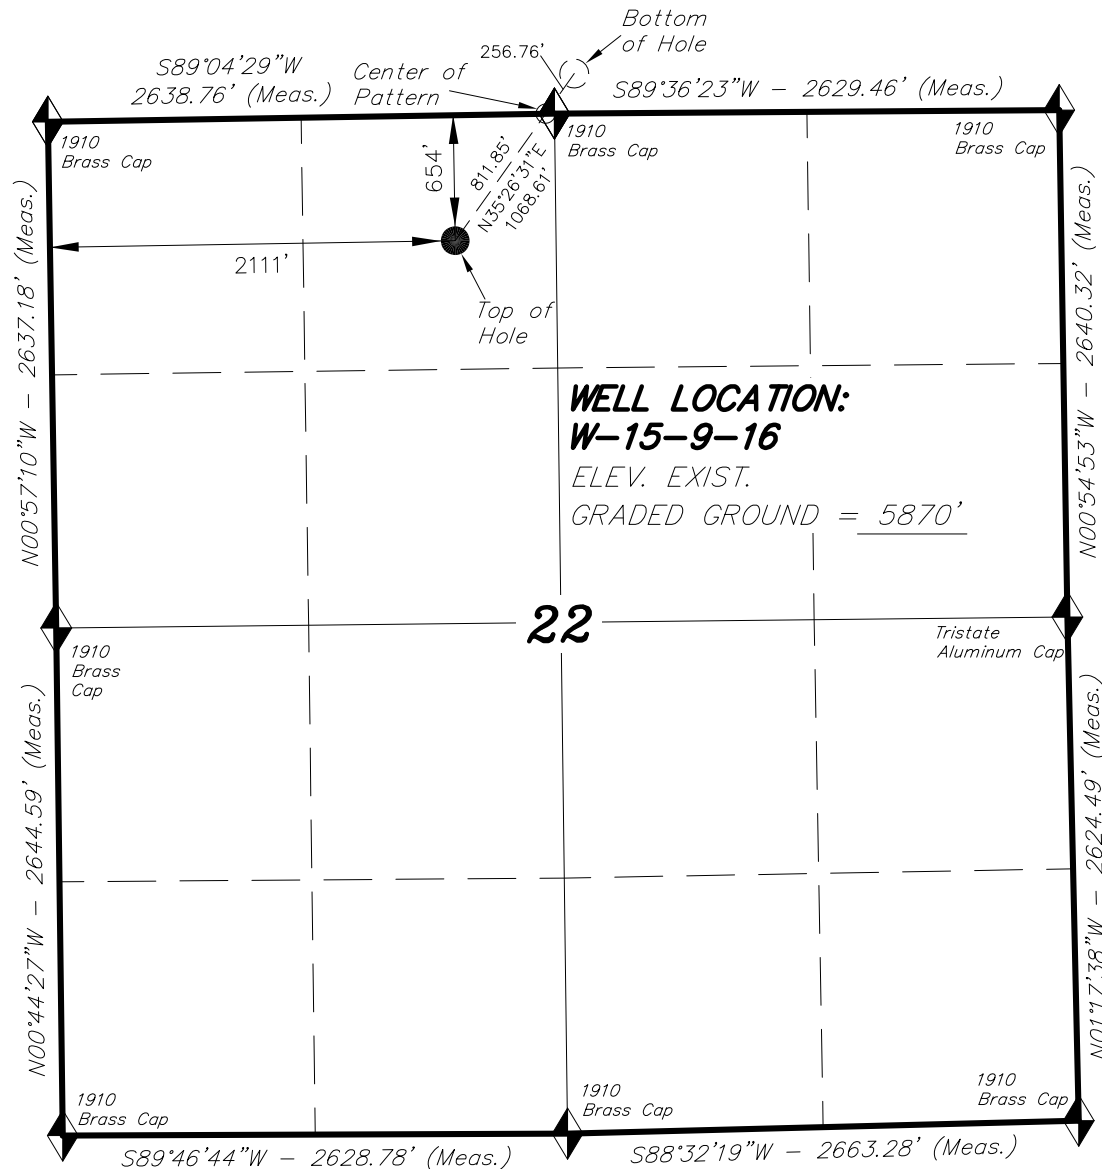 Bottom
of Hole
256.76'
S89°04'29"W
2638.76' (Meas.)
Center of
Pattern
S89°36'23"W - 2629.46' (Meas.)
1910
Brass Cap
1910
Brass Cap
1910
Brass Cap
654'
811.85'
N35°26'31"E
1068.61'
2111'
Top of
Hole
N00°57'10"W - 2637.18' (Meas.)
N00°54'53"W - 2640.32' (Meas.)
WELL LOCATION:
W-15-9-16
ELEV. EXIST.
GRADED GROUND = 5870'
22
1910
Brass
Cap
Tristate
Aluminum Cap
N00°44'27"W - 2644.59' (Meas.)
N01°17'38"W - 2624.49' (Meas.)
1910
Brass Cap
1910
Brass Cap
1910
Brass Cap
S89°46'44"W - 2628.78' (Meas.)
S88°32'19"W - 2663.28' (Meas.)